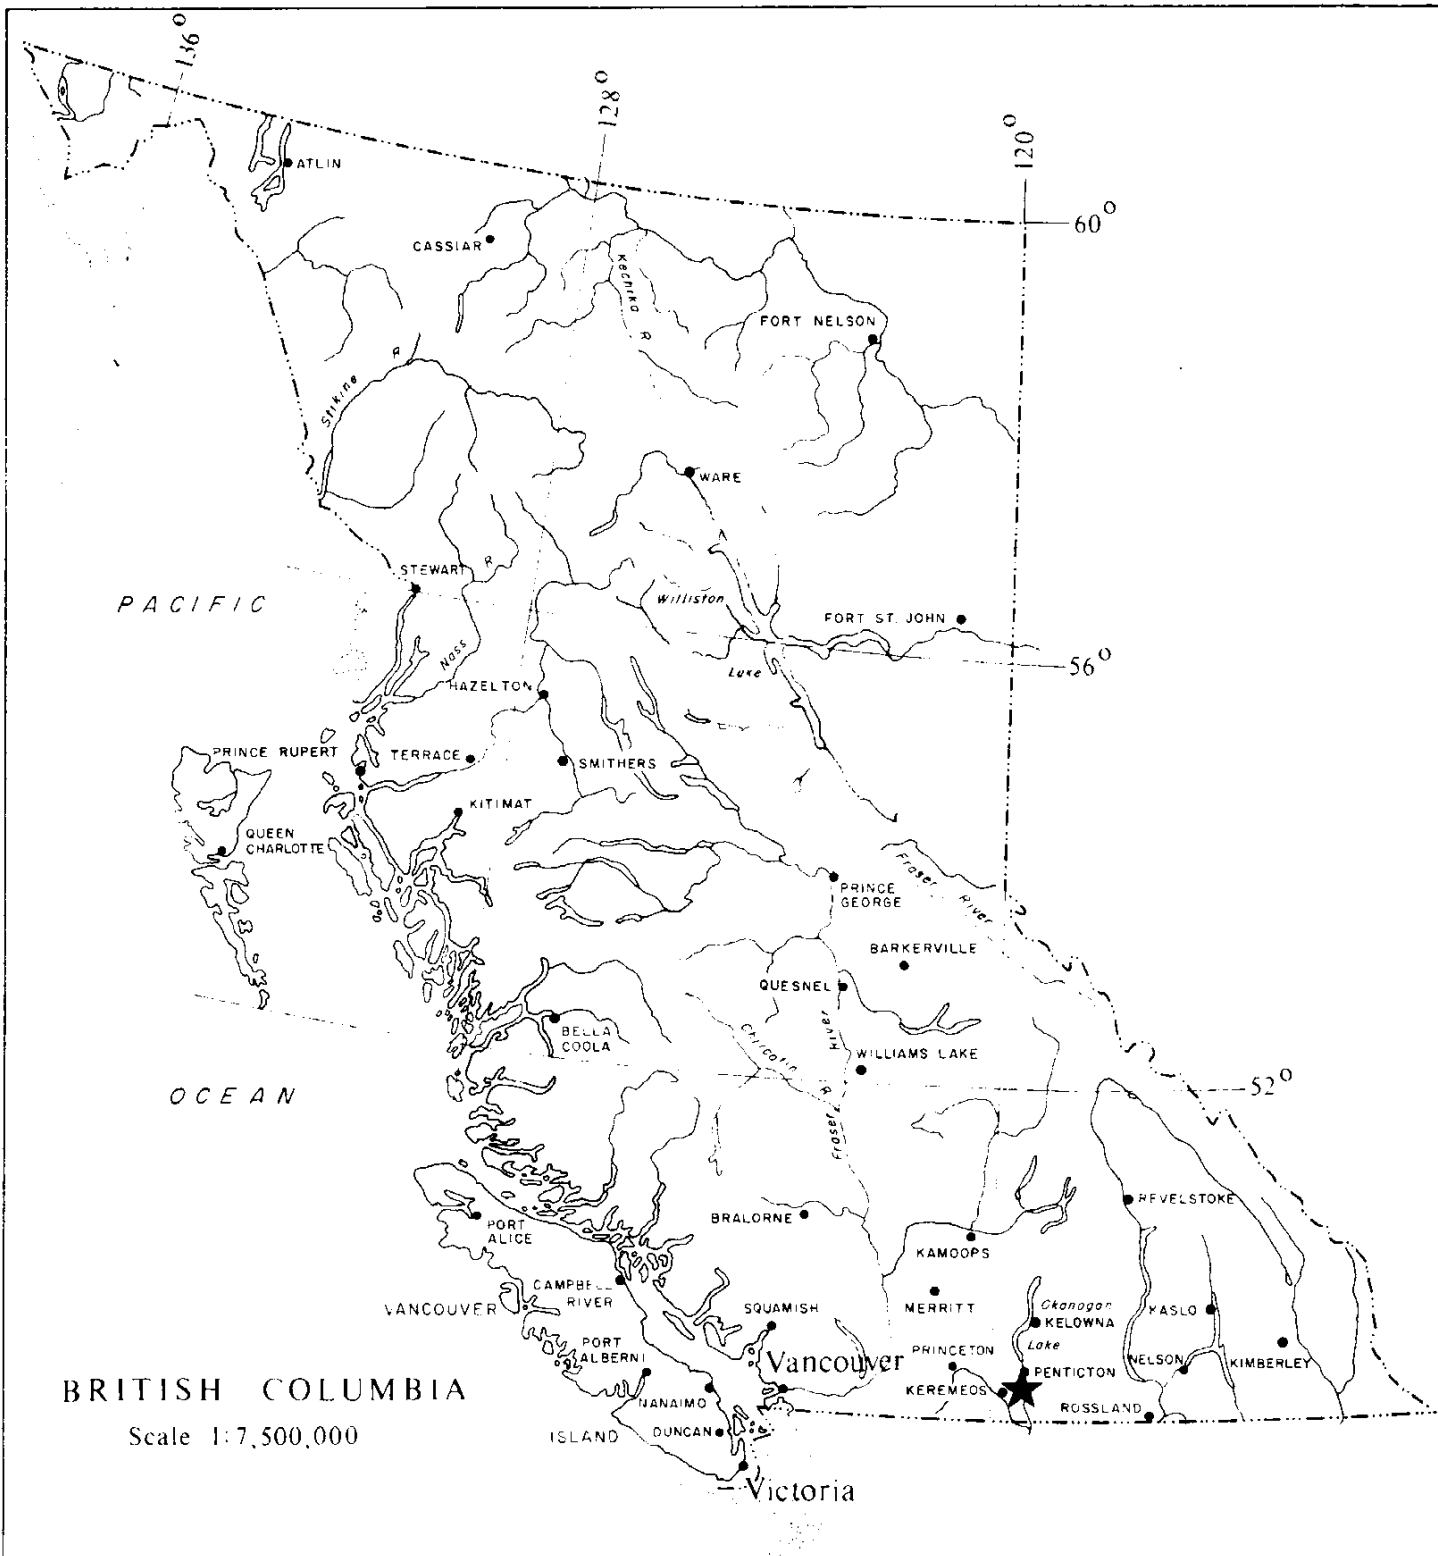 136°
128°
120°
ATLIN
60°
CASSIAR
Kechika R
FORT NELSON
Stikine R
WARE
STEWART
R
PACIFIC
Williston
FORT ST. JOHN
Nass
Lake
56°
HAZELTON
PRINCE RUPERT
TERRACE
SMITHERS
KITIMAT
QUEEN
CHARLOTTE
Fraser River
PRINCE
GEORGE
BARKERVILLE
QUESNEL
BELLA
COOLA
Chilcotin R
River
WILLIAMS LAKE
52°
OCEAN
Fraser
REVELSTOKE
PORT
ALICE
BRALORNE
KAMOOPS
CAMPBELL
RIVER
VANCOUVER
SQUAMISH
MERRITT
Okanogan
KELOWNA
KASLO
PORT
ALBERNI
Vancouver
PRINCETON
Lake
PENTICTON
NELSON
KIMBERLEY
BRITISH COLUMBIA
NANAIMO
KEREMEOS
ROSSLAND
Scale 1:7,500,000
ISLAND
DUNCAN
Victoria